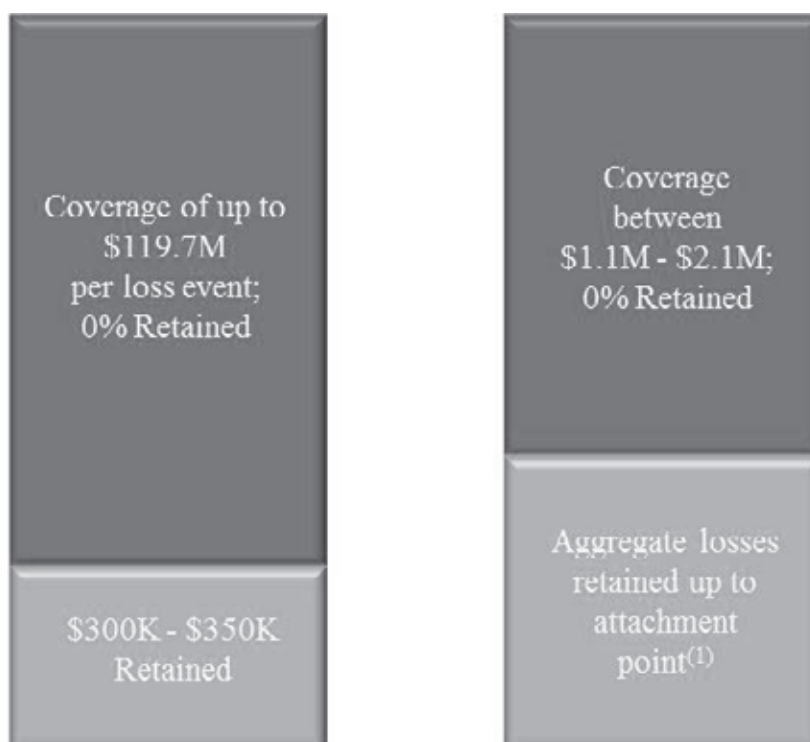 Coverage of up to
$119.7M
per loss event;
0% Retained
$300K - $350K
Retained
Coverage
between
$1.1M - $2.1M;
0% Retained
Aggregate losses
retained up to
attachment
point(1)